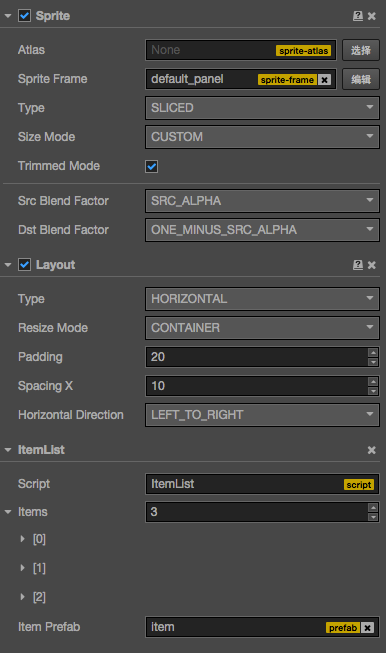 Sprite
Atlas None sprite-atlas 选择
Sprite Frame default_panel sprite-frame 编辑
Type SLICED
Size Mode CUSTOM
Trimmed Mode
Src Blend Factor SRC_ALPHA
Dst Blend Factor ONE_MINUS_SRC_ALPHA
Layout
Type HORIZONTAL
Resize Mode CONTAINER
Padding 20
Spacing X 10
Horizontal Direction LEFT_TO_RIGHT
ItemList
Script ItemList script
Items 3
[0]
[1]
[2]
Item Prefab item prefab